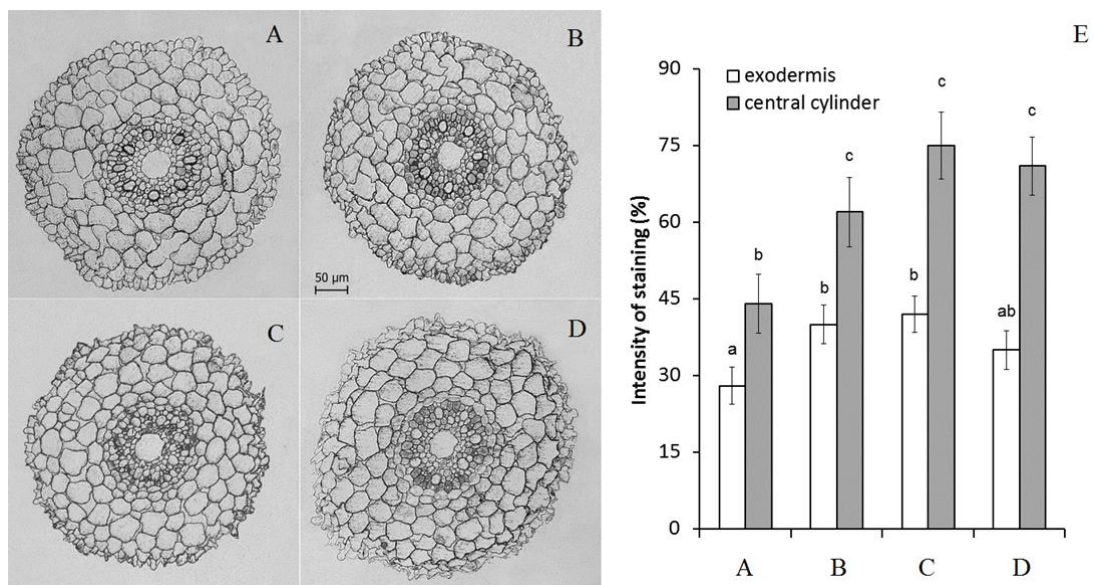 A
B
50 µm
C
D
E
Intensity of staining (%)
90
75
60
45
30
15
0
exodermis
central cylinder
a
b
b
c
b
c
ab
c
A
B
C
D